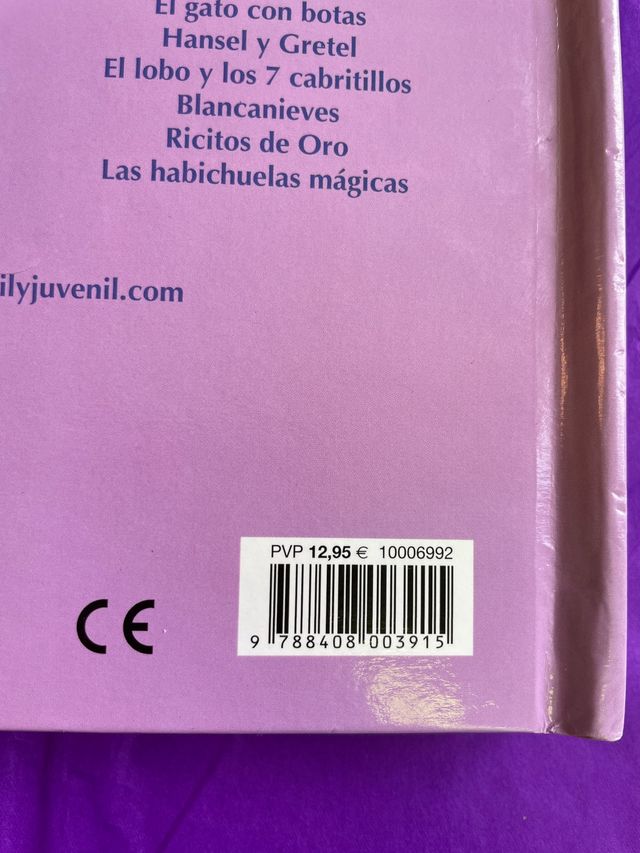 El gato con botas
Hansel y Gretel
El lobo y los 7 cabritillos
Blancanieves
Ricitos de Oro
Las habichuelas mágicas
ilyjuvenil.com
PVP 12,95 € 10006992
9 788408 003915
CE